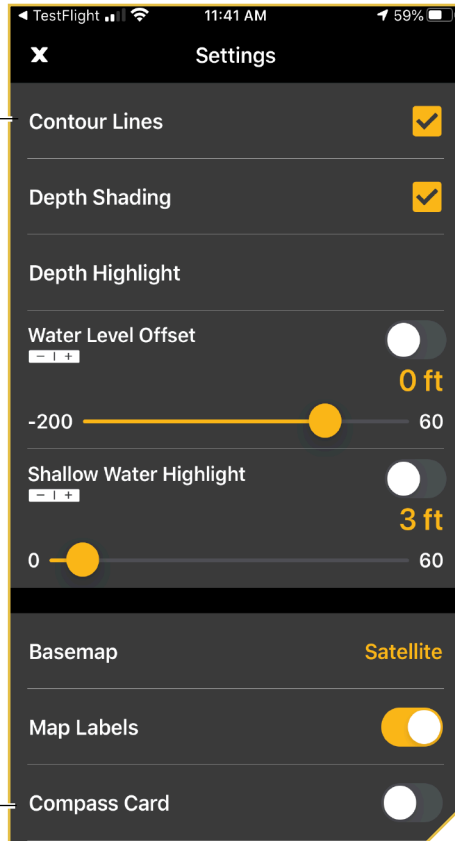 ◀ TestFlight 11:41 AM 59%
X Settings
Contour Lines
Depth Shading
Depth Highlight
Water Level Offset
− | +
0 ft
-200 60
Shallow Water Highlight
− | +
3 ft
0 60
Basemap Satellite
Map Labels
Compass Card